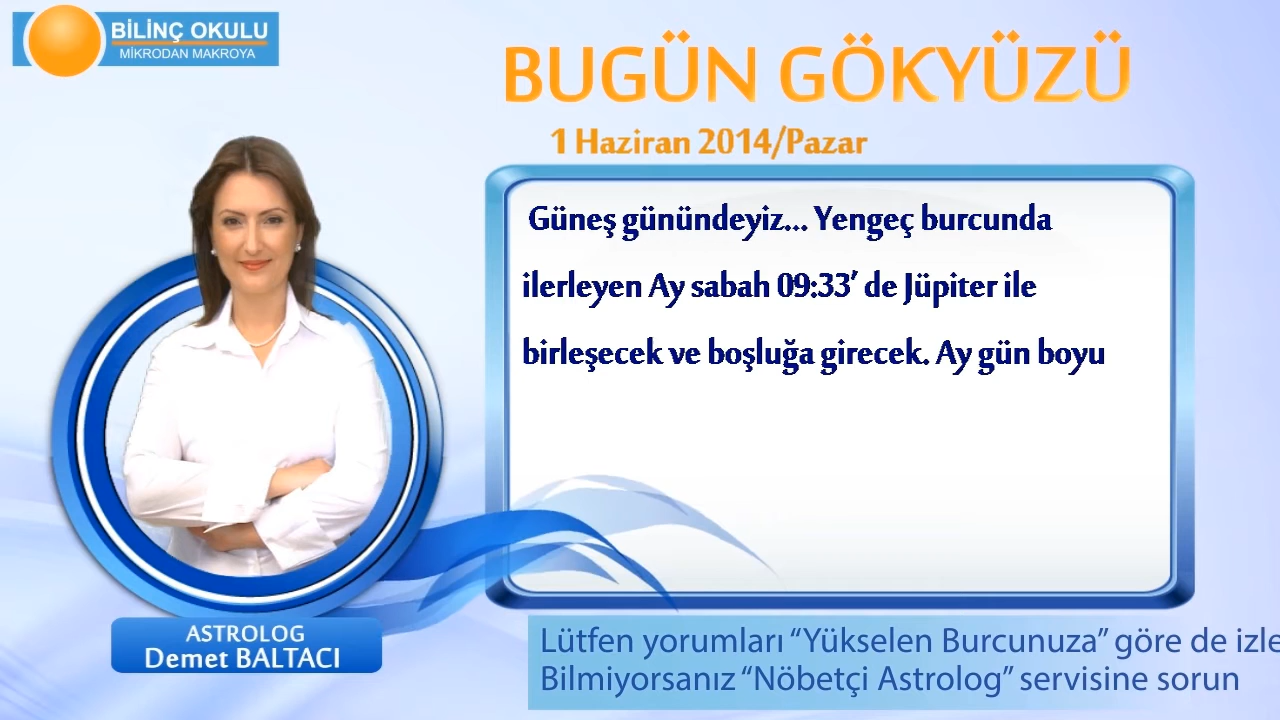 BİLİNÇ OKULU
MİKRODAN MAKROYA
BUGÜN GÖKYÜZÜ
1 Haziran 2014/Pazar
Güneş günündeyiz... Yengeç burcunda
ilerleyen Ay sabah 09:33’ de Jüpiter ile
birleşecek ve boşluğa girecek. Ay gün boyu
ASTROLOG
Demet BALTACI
Lütfen yorumları “Yükselen Burcunuza” göre de izle
Bilmiyorsanız “Nöbetçi Astrolog” servisine sorun